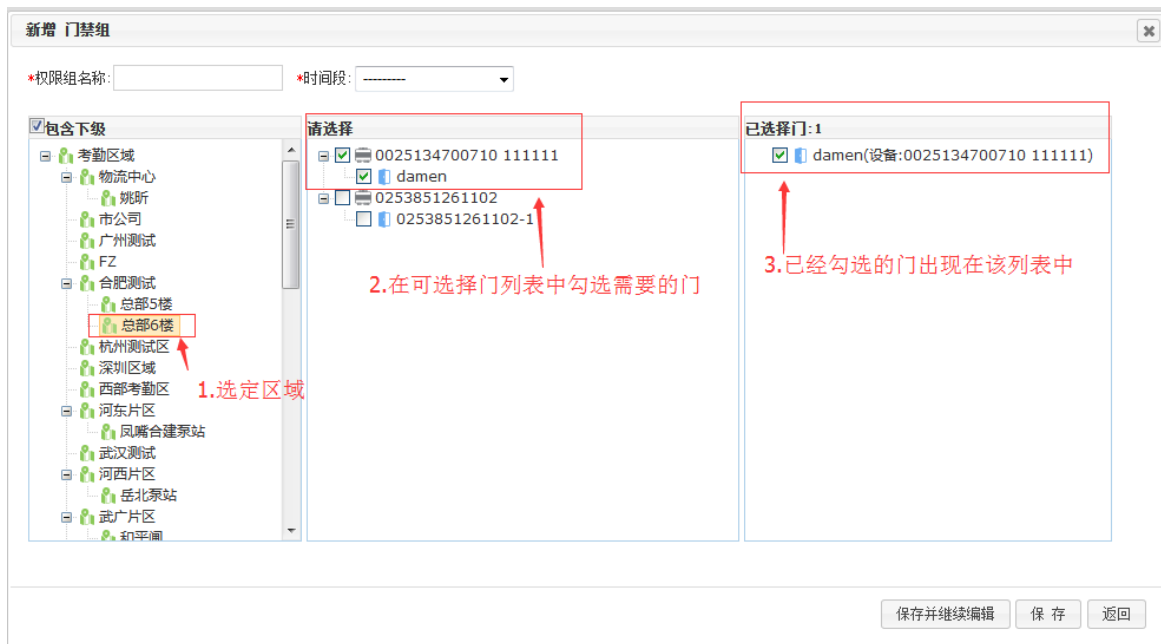 新增 门禁组
*权限组名称: *时间段: ---------
包含下级
考勤区域
物流中心
姚昕
市公司
广州测试
FZ
合肥测试
总部5楼
总部6楼
杭州测试区
深圳区域
西部考勤区
河东片区
凤嘴合建泵站
武汉测试
河西片区
岳北泵站
武广片区
和平闸
1.选定区域
请选择
0025134700710 111111
damen
0253851261102
0253851261102-1
2.在可选择门列表中勾选需要的门
已选择门:1
damen(设备:0025134700710 111111)
3.已经勾选的门出现在该列表中
保存并继续编辑 保 存 返回